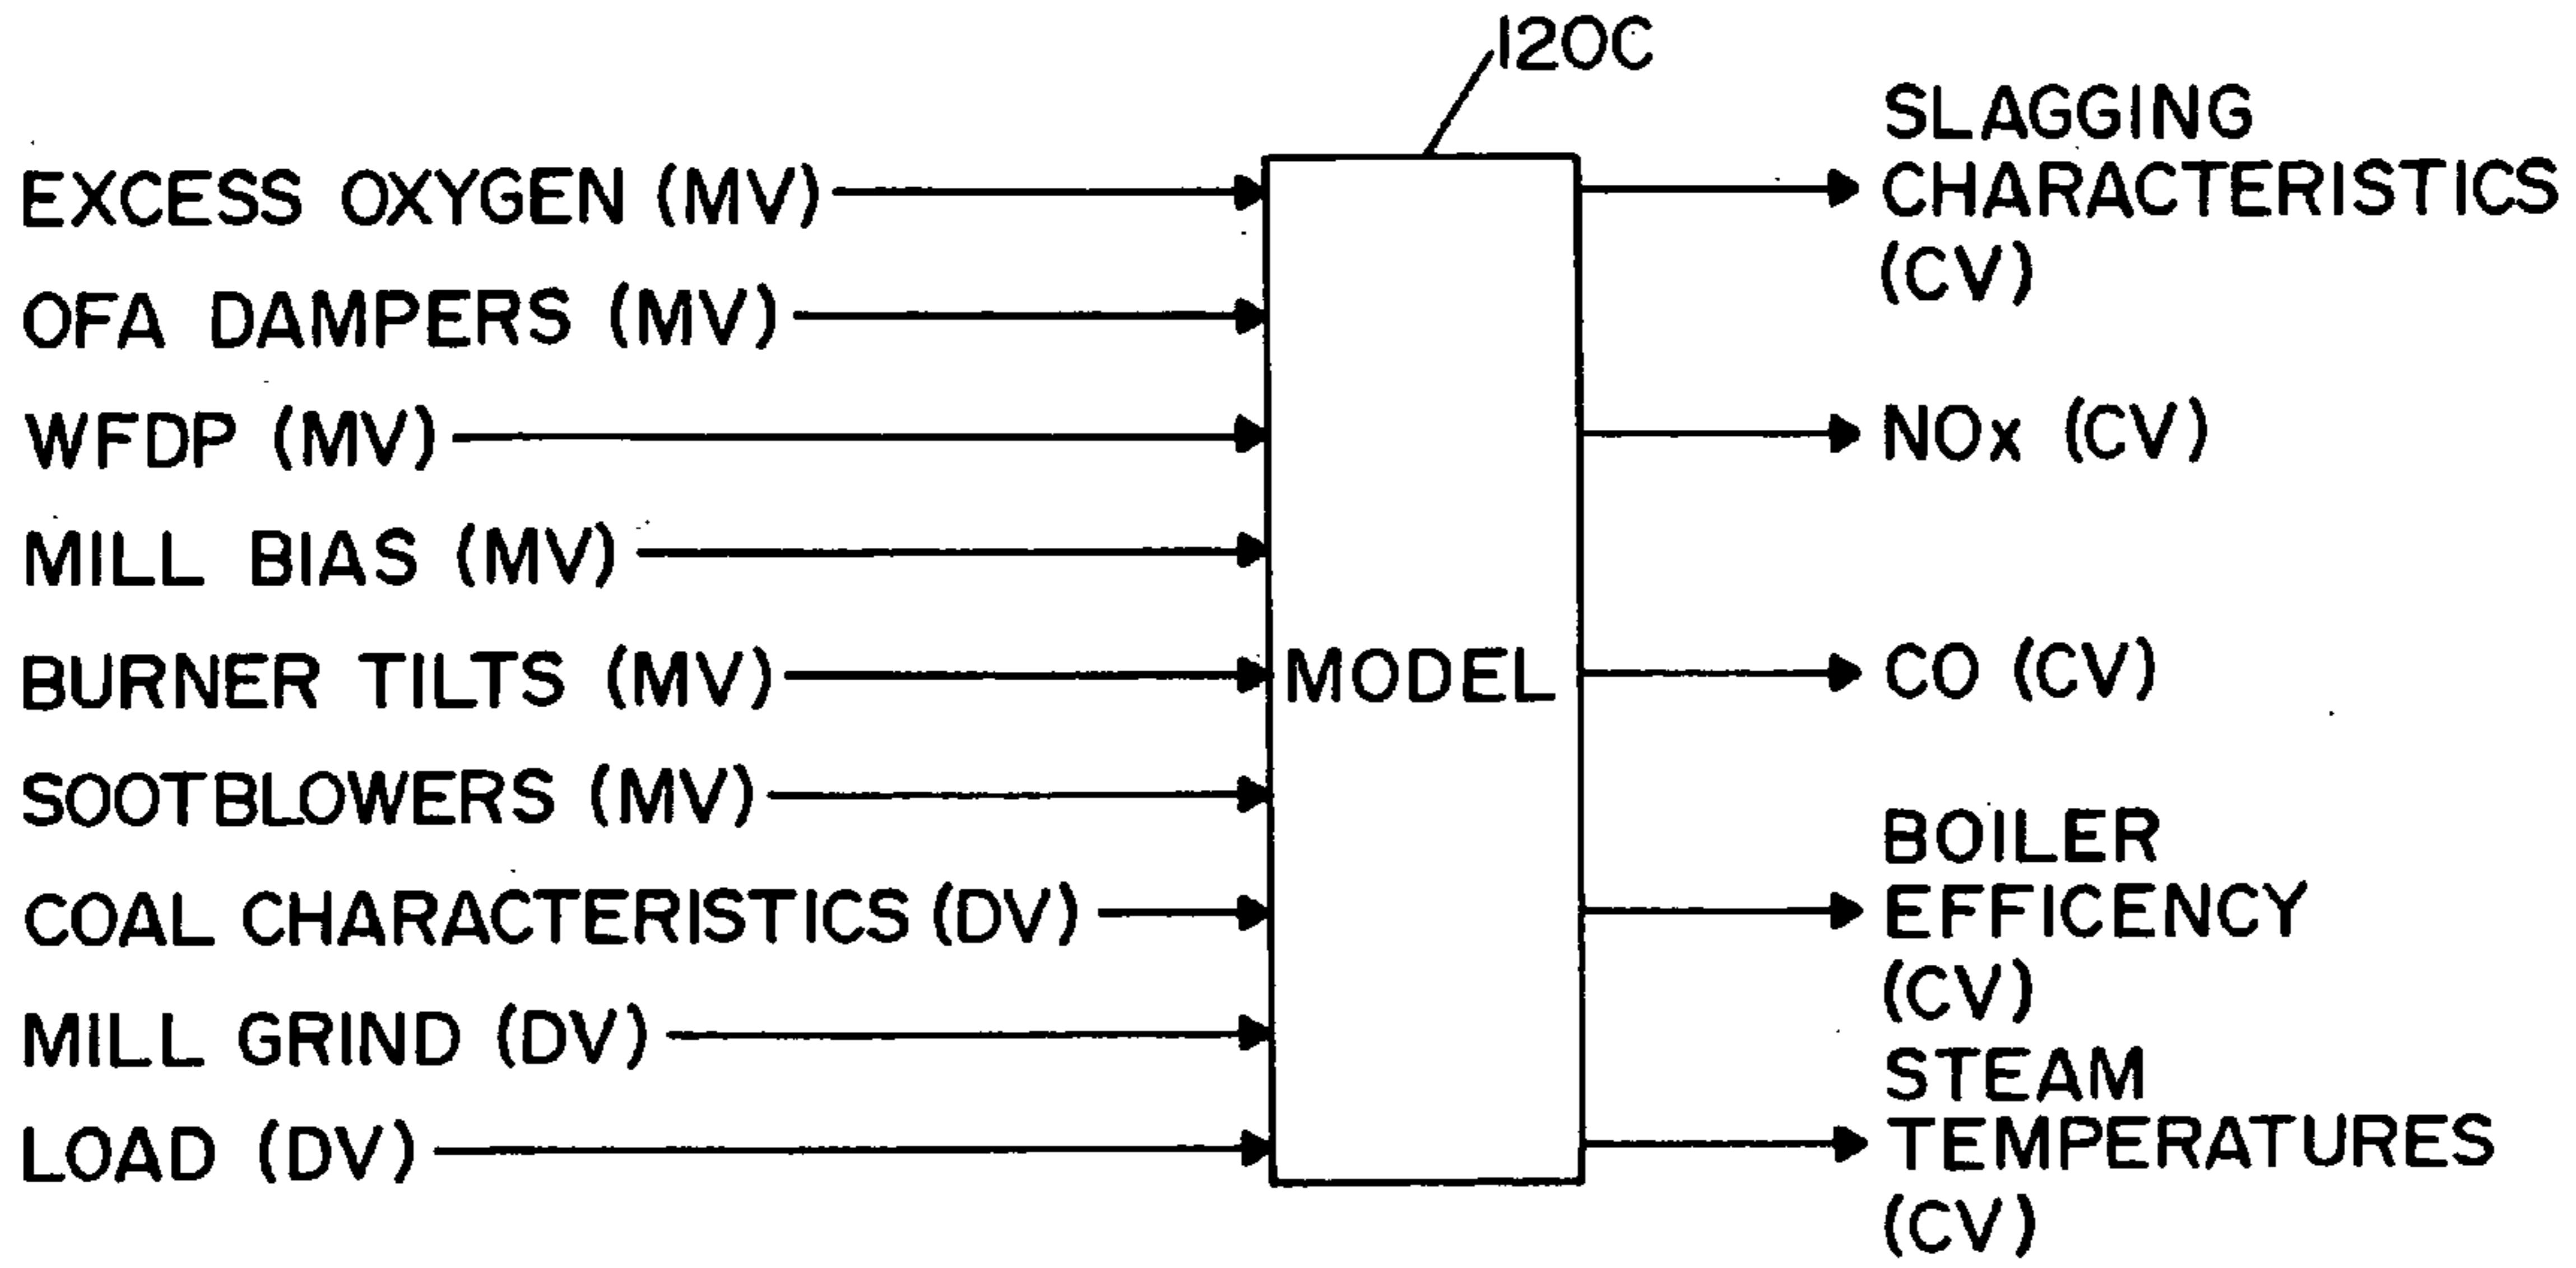 120C
EXCESS OXYGEN (MV)
OFA DAMPERS (MV)
WFDP (MV)
MILL BIAS (MV)
BURNER TILTS (MV)
SOOTBLOWERS (MV)
COAL CHARACTERISTICS (DV)
MILL GRIND (DV)
LOAD (DV)
MODEL
SLAGGING
CHARACTERISTICS
(CV)
NOx (CV)
CO (CV)
BOILER
EFFICENCY
(CV)
STEAM
TEMPERATURES
(CV)